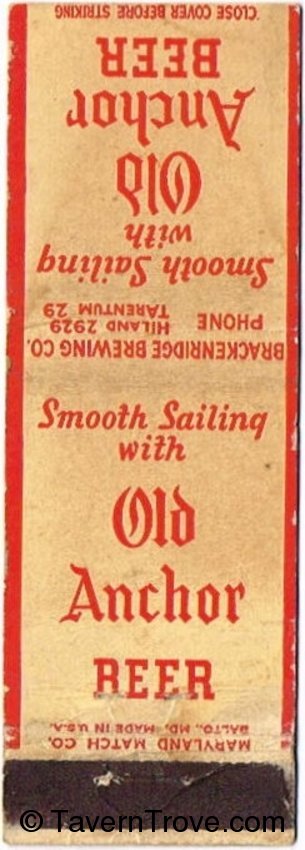 CLOSE COVER BEFORE STRIKING
BEER
Anchor
Old
with
Smooth Sailing
TARENTUM 29
PHONE HILAND 2929
BRACKENRIDGE BREWING CO.
Smooth Sailing
with
Old
Anchor
BEER
MARYLAND MATCH CO.
BALTO., MD. MADE IN U.S.A.
© TavernTrove.com